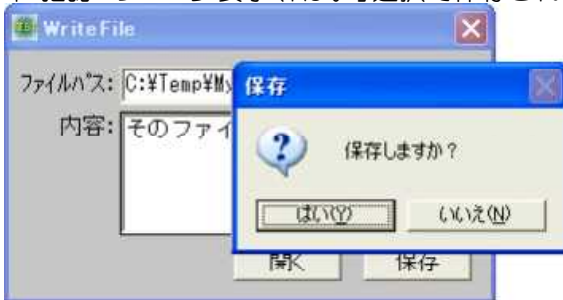 WriteFile
ファイルパス: C:¥Temp¥My
内容: そのファイ
保存
保存しますか？
はい(Y)
いいえ(N)
開く
保存